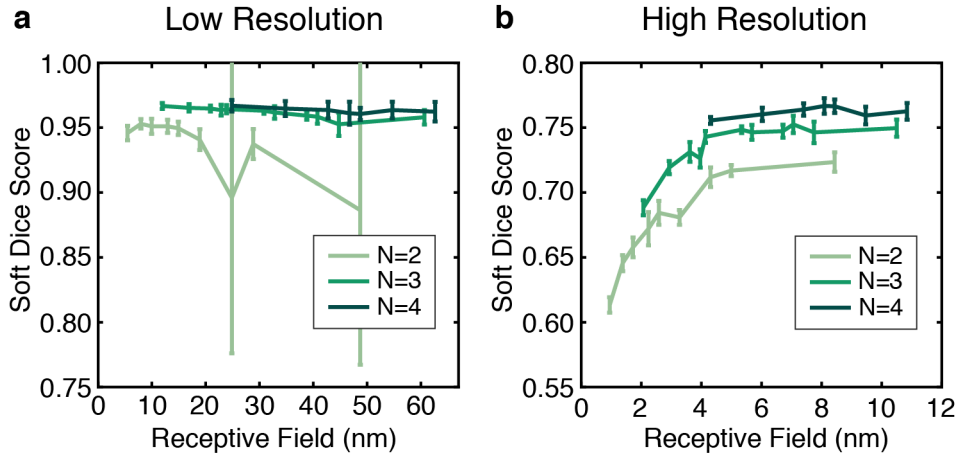 a Low Resolution
Soft Dice Score
1.00
0.95
0.90
0.85
0.80
0.75
N=2
N=3
N=4
0 10 20 30 40 50 60
Receptive Field (nm)
b High Resolution
Soft Dice Score
0.80
0.75
0.70
0.65
0.60
0.55
N=2
N=3
N=4
0 2 4 6 8 10 12
Receptive Field (nm)